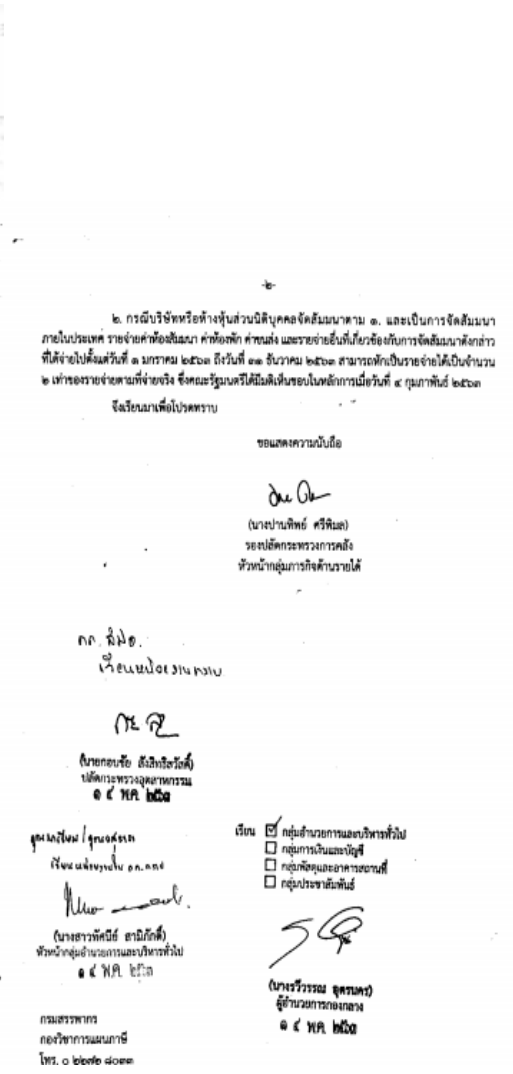 -๒-
๒. กรณีบริษัทหรือห้างหุ้นส่วนนิติบุคคลจัดสัมมนาตาม ๑. และเป็นการจัดสัมมนา
ภายในประเทศ รายจ่ายค่าห้องสัมมนา ค่าห้องพัก ค่าขนส่ง และรายจ่ายอื่นที่เกี่ยวข้องกับการจัดสัมมนาดังกล่าว
ที่ได้จ่ายไปตั้งแต่วันที่ ๑ มกราคม ๒๕๖๓ ถึงวันที่ ๓๑ ธันวาคม ๒๕๖๓ สามารถหักเป็นรายจ่ายได้เป็นจำนวน
๒ เท่าของรายจ่ายตามที่จ่ายจริง ซึ่งคณะรัฐมนตรีได้มีมติเห็นชอบในหลักการเมื่อวันที่ ๔ กุมภาพันธ์ ๒๕๖๓
จึงเรียนมาเพื่อโปรดทราบ
ขอแสดงความนับถือ
(นางปานทิพย์ ศรีพิมล)
รองปลัดกระทรวงการคลัง
หัวหน้ากลุ่มภารกิจด้านรายได้
(นายกอบชัย สังสิทธิสวัสดิ์)
ปลัดกระทรวงอุตสาหกรรม
๑ ๔ พ.ค. ๒๕๖๓
เรียน ☑ กลุ่มอำนวยการและบริหารทั่วไป
☐ กลุ่มการเงินและบัญชี
☐ กลุ่มพัสดุและอาคารสถานที่
☐ กลุ่มประชาสัมพันธ์
(นางสาวทัศนีย์ สามิภักดิ์)
หัวหน้ากลุ่มอำนวยการและบริหารทั่วไป
๑ ๔ พ.ค. ๒๕๖๓
(นางรวีวรรณ อุตรนคร)
ผู้อำนวยการกองกลาง
๑ ๔ พ.ค. ๒๕๖๓
กรมสรรพากร
กองวิชาการแผนภาษี
โทร. ๐ ๒๒๗๒ ๘๐๓๓